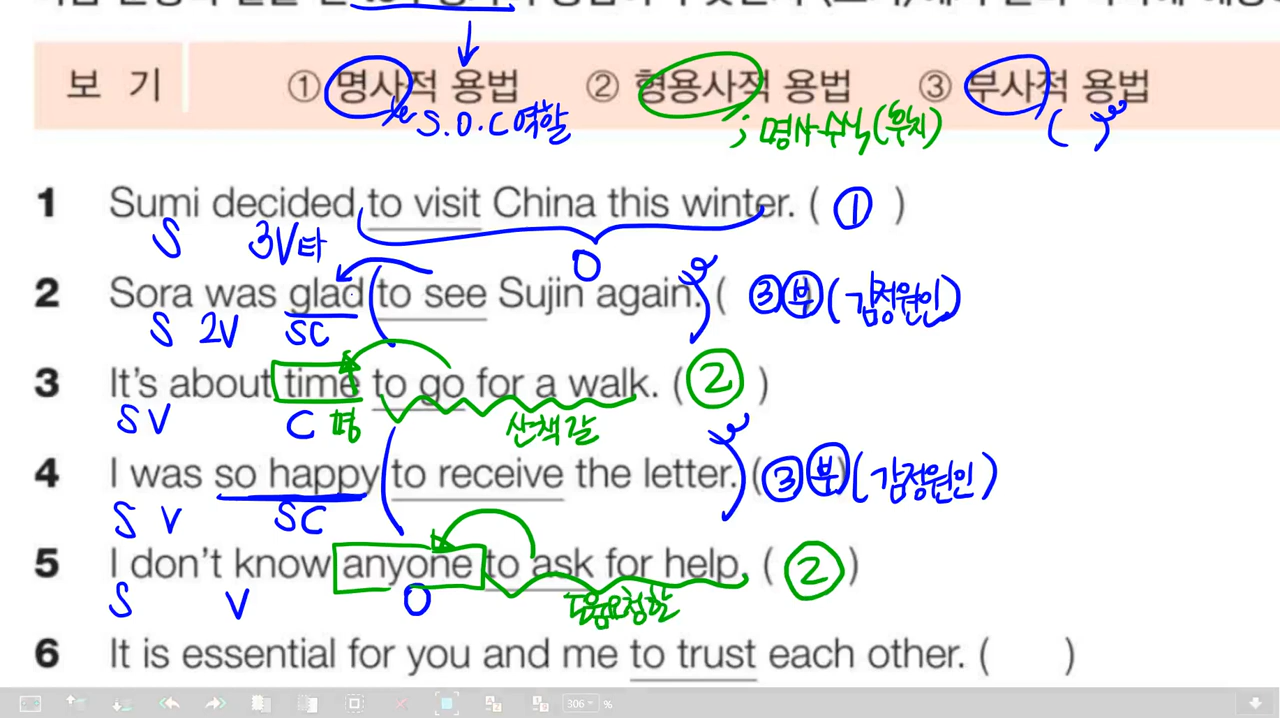 보 기 ① 명사적 용법 ② 형용사적 용법 ③ 부사적 용법
S.O.C 역할 ; 명사 수식(후치) ( )
1 Sumi decided to visit China this winter. ( ① )
S 3V타 O
2 Sora was glad to see Sujin again. ( ③ 부 (감정원인)
S 2V SC
3 It's about time to go for a walk. ( ② )
S V C 명 산책 갈
4 I was so happy to receive the letter. ( ③ 부 (감정원인)
S V SC
5 I don't know anyone to ask for help. ( ② )
S V O 도움요청할
6 It is essential for you and me to trust each other. ( )
306 %